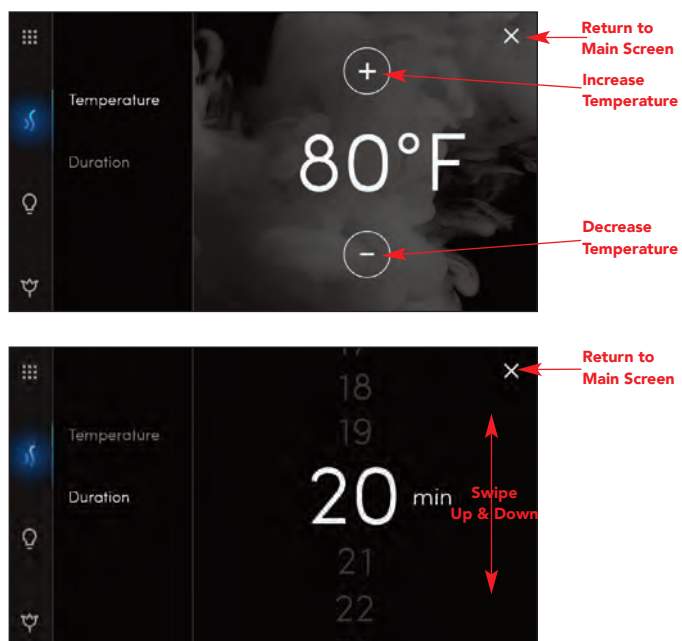 Return to
Main Screen
+
Increase
Temperature
Temperature
80°F
Duration
Decrease
Temperature
-
Return to
Main Screen
17
18
Temperature
19
Duration
20 min
Swipe
Up & Down
21
22